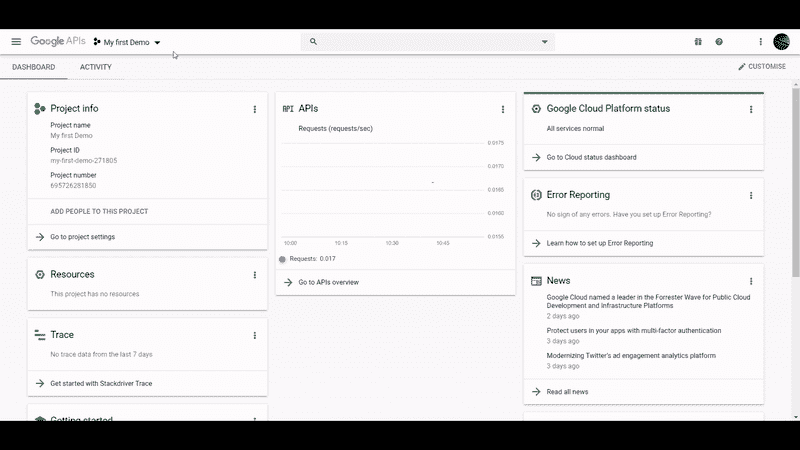 Google APIs
My first Demo
DASHBOARD
ACTIVITY
CUSTOMISE
Project info
Project name
My first Demo
Project ID
my-first-demo-271805
Project number
695726281850
ADD PEOPLE TO THIS PROJECT
Go to project settings
Resources
This project has no resources
Trace
No trace data from the last 7 days
Get started with Stackdriver Trace
Getting started
API APIs
Requests (requests/sec)
0.0175
0.0170
0.0165
0.0160
0.0155
10:00 10:15 10:30 10:45
Requests: 0.017
Go to APIs overview
Google Cloud Platform status
All services normal
Go to Cloud status dashboard
Error Reporting
No sign of any errors. Have you set up Error Reporting?
Learn how to set up Error Reporting
News
Google Cloud named a leader in the Forrester Wave for Public Cloud
Development and Infrastructure Platforms
2 days ago
Protect users in your apps with multi-factor authentication
3 days ago
Modernizing Twitter's ad engagement analytics platform
3 days ago
Read all news